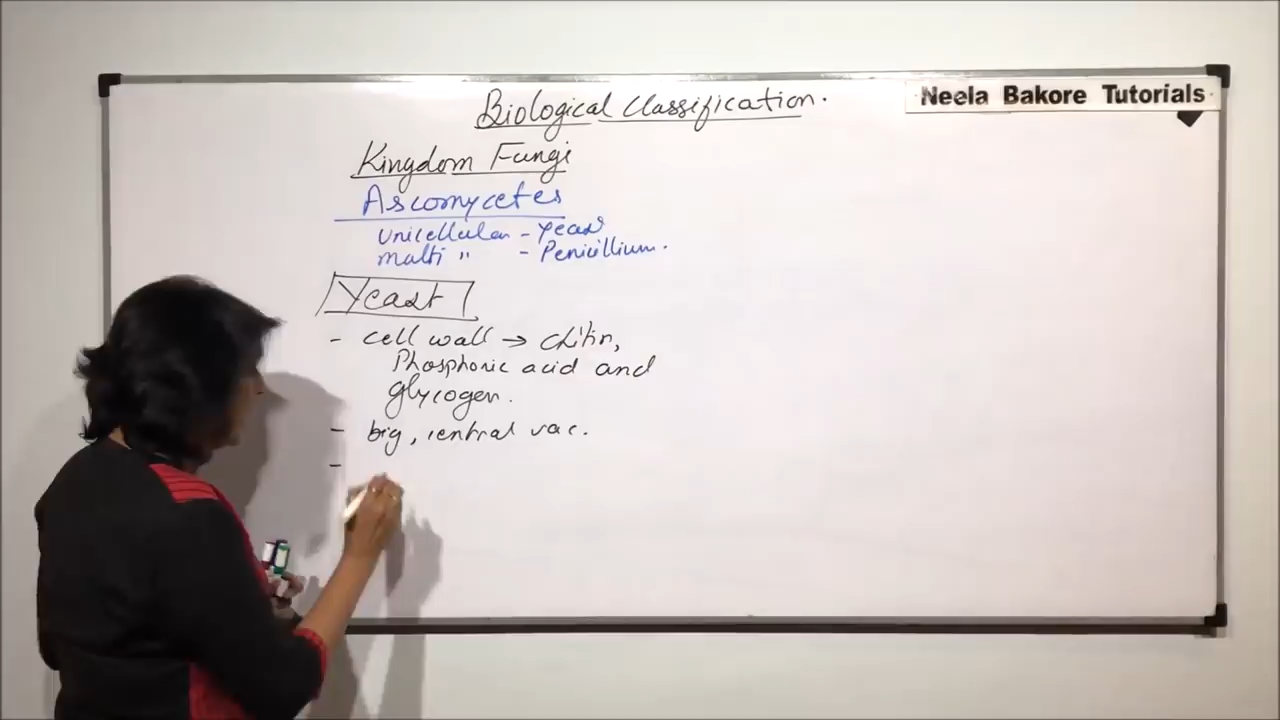 Biological Classification.
Neela Bakore Tutorials
Kingdom Fungi
Ascomycetes
Unicellular - Yeast
multi " - Penicillium.
Yeast
- cell wall → chitin,
Phosphoric acid and
glycogen.
- big, central vac.
-